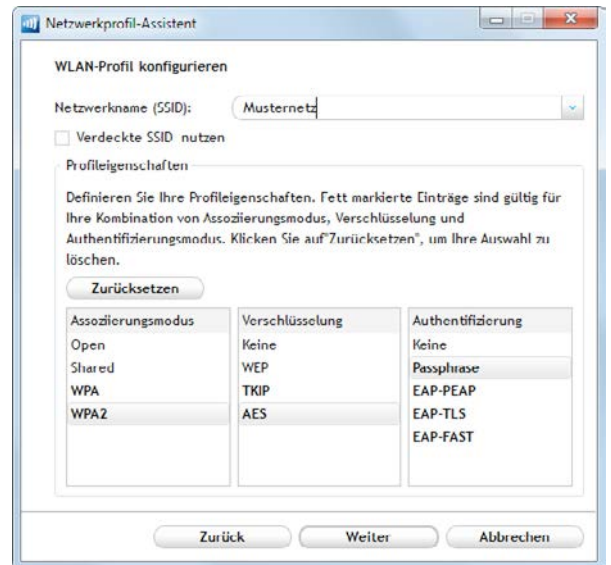 Netzwerkprofil-Assistent
WLAN-Profil konfigurieren
Netzwerkname (SSID): Musternetz
Verdeckte SSID nutzen
Profileigenschaften
Definieren Sie Ihre Profileigenschaften. Fett markierte Einträge sind gültig für
Ihre Kombination von Assoziierungsmodus, Verschlüsselung und
Authentifizierungsmodus. Klicken Sie auf"Zurücksetzen", um Ihre Auswahl zu
löschen.
Zurücksetzen
Assoziierungsmodus
Open
Shared
WPA
WPA2
Verschlüsselung
Keine
WEP
TKIP
AES
Authentifizierung
Keine
Passphrase
EAP-PEAP
EAP-TLS
EAP-FAST
Zurück Weiter Abbrechen